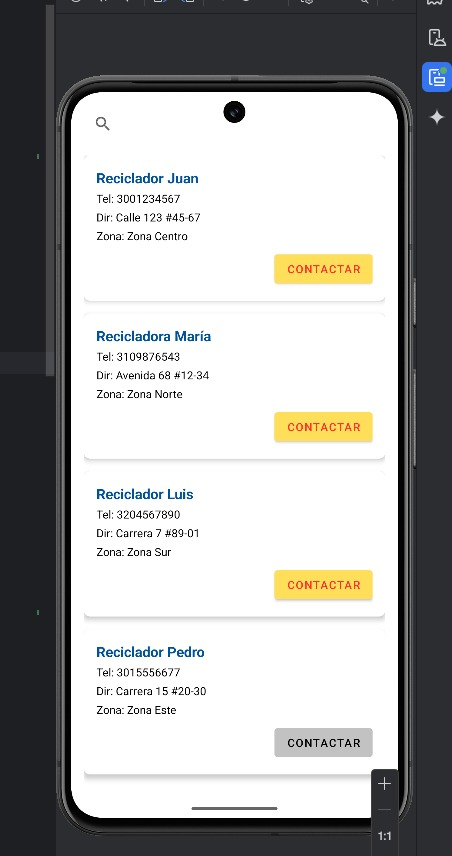 Reciclador Juan
Tel: 3001234567
Dir: Calle 123 #45-67
Zona: Zona Centro
CONTACTAR
Recicladora María
Tel: 3109876543
Dir: Avenida 68 #12-34
Zona: Zona Norte
CONTACTAR
Reciclador Luis
Tel: 3204567890
Dir: Carrera 7 #89-01
Zona: Zona Sur
CONTACTAR
Reciclador Pedro
Tel: 3015556677
Dir: Carrera 15 #20-30
Zona: Zona Este
CONTACTAR
1:1